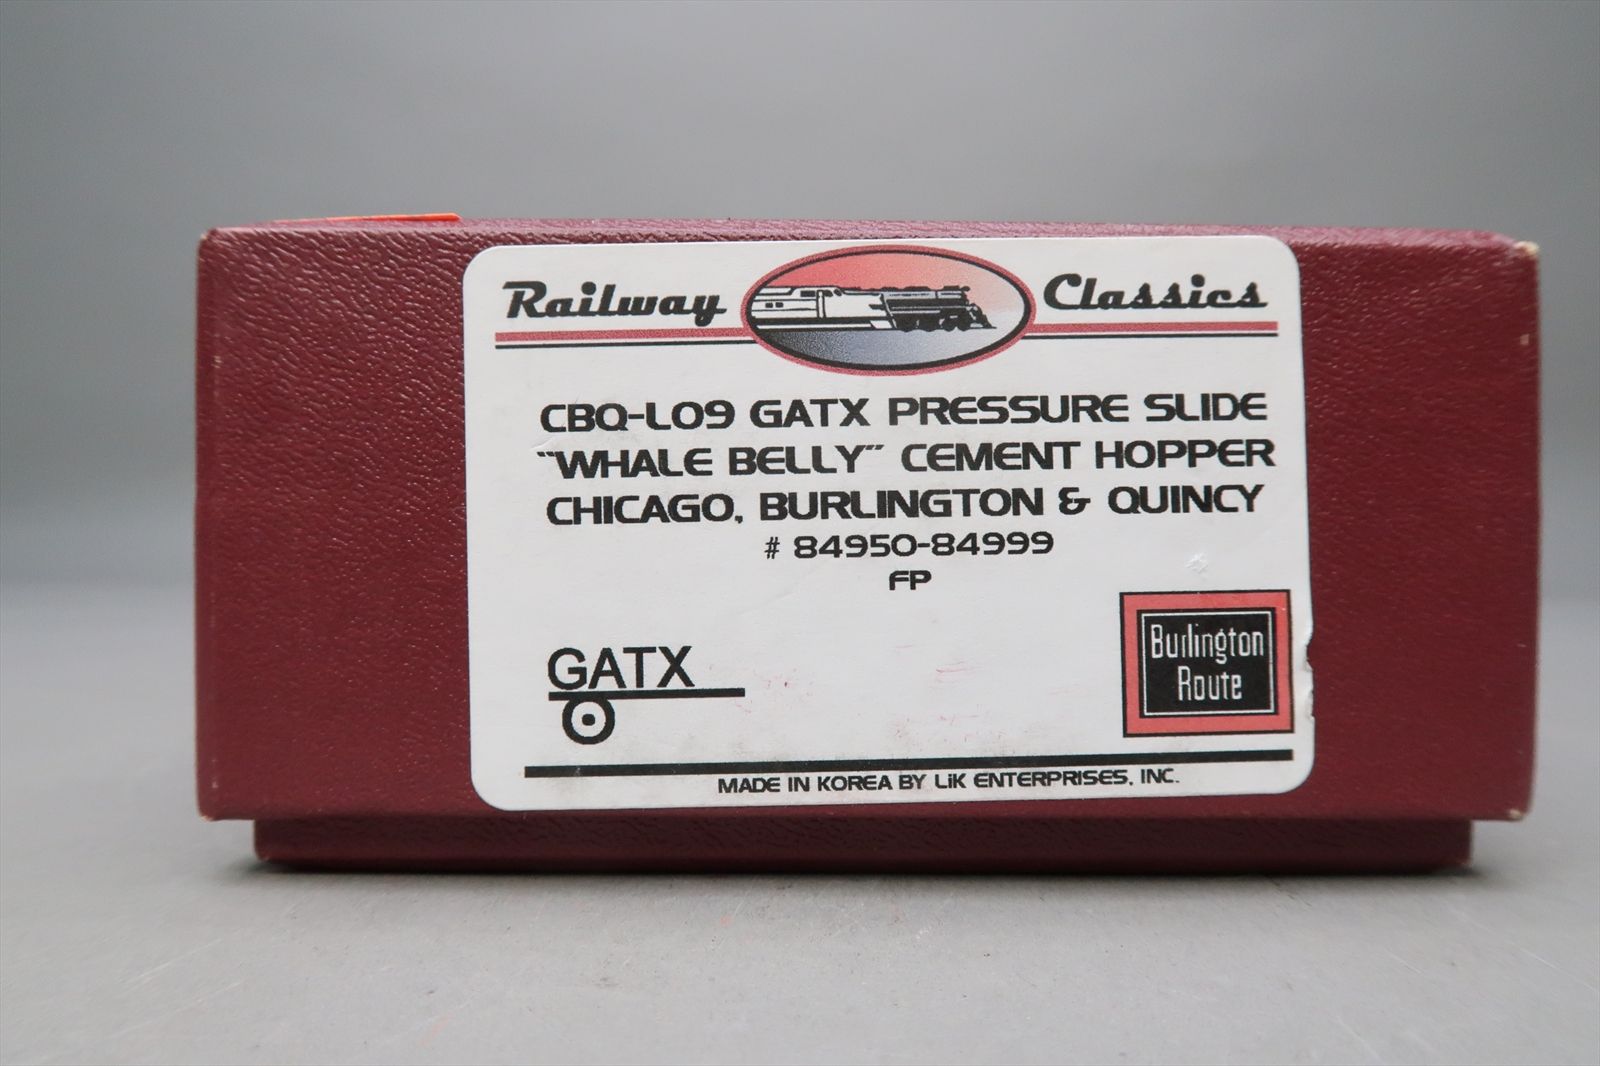 Railway Classics
CBQ-L09 GATX PRESSURE SLIDE
"WHALE BELLY" CEMENT HOPPER
CHICAGO, BURLINGTON & QUINCY
# 84950-84999
FP
GATX
Burlington
Route
MADE IN KOREA BY LiK ENTERPRISES, INC.